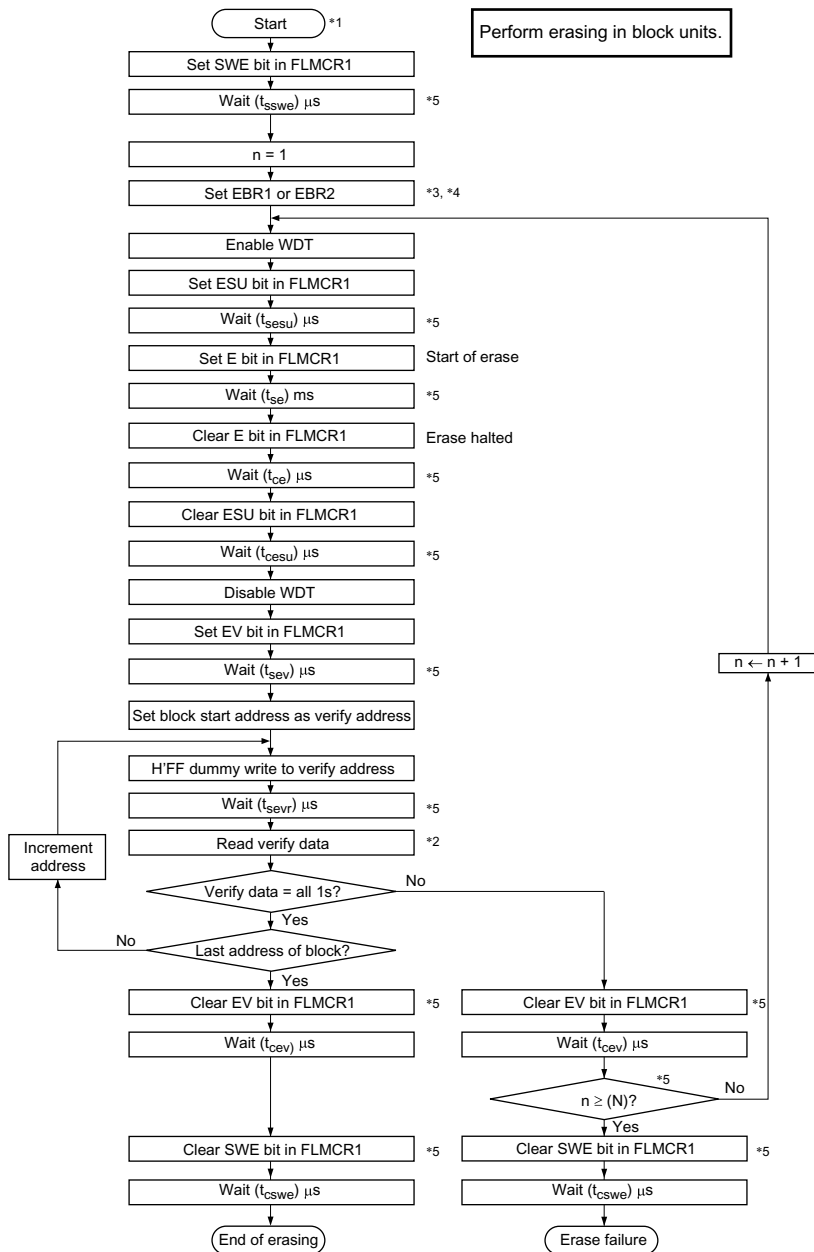 Start
*1
Perform erasing in block units.
Set SWE bit in FLMCR1
Wait (tsswe) μs
*5
n = 1
Set EBR1 or EBR2
*3, *4
Enable WDT
Set ESU bit in FLMCR1
Wait (tsesu) μs
*5
Set E bit in FLMCR1
Start of erase
Wait (tse) ms
*5
Clear E bit in FLMCR1
Erase halted
Wait (tce) μs
*5
Clear ESU bit in FLMCR1
Wait (tcesu) μs
*5
Disable WDT
Set EV bit in FLMCR1
Wait (tsev) μs
*5
n ← n + 1
Set block start address as verify address
H'FF dummy write to verify address
Wait (tsevr) μs
*5
Read verify data
*2
Increment
address
Verify data = all 1s?
No
Yes
Last address of block?
No
Yes
Clear EV bit in FLMCR1
*5
Clear EV bit in FLMCR1
*5
Wait (tcev) μs
Wait (tcev) μs
*5
n ≥ (N)?
No
Yes
Clear SWE bit in FLMCR1
*5
Clear SWE bit in FLMCR1
*5
Wait (tcswe) μs
Wait (tcswe) μs
End of erasing
Erase failure